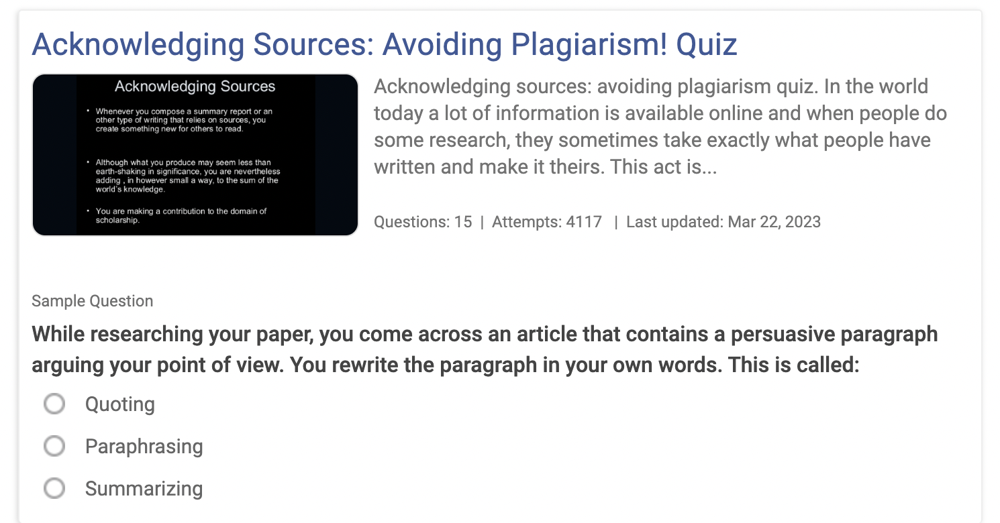 Acknowledging Sources: Avoiding Plagiarism! Quiz
Acknowledging Sources
• Whenever you compose a summary report or an
other type of writing that relies on sources, you
create something new for others to read.
• Although what you produce may seem less than
earth-shaking in significance, you are nevertheless
adding , in however small a way, to the sum of the
world's knowledge.
• You are making a contribution to the domain of
scholarship.
Acknowledging sources: avoiding plagiarism quiz. In the world
today a lot of information is available online and when people do
some research, they sometimes take exactly what people have
written and make it theirs. This act is...
Questions: 15 | Attempts: 4117 | Last updated: Mar 22, 2023
Sample Question
While researching your paper, you come across an article that contains a persuasive paragraph
arguing your point of view. You rewrite the paragraph in your own words. This is called:
Quoting
Paraphrasing
Summarizing